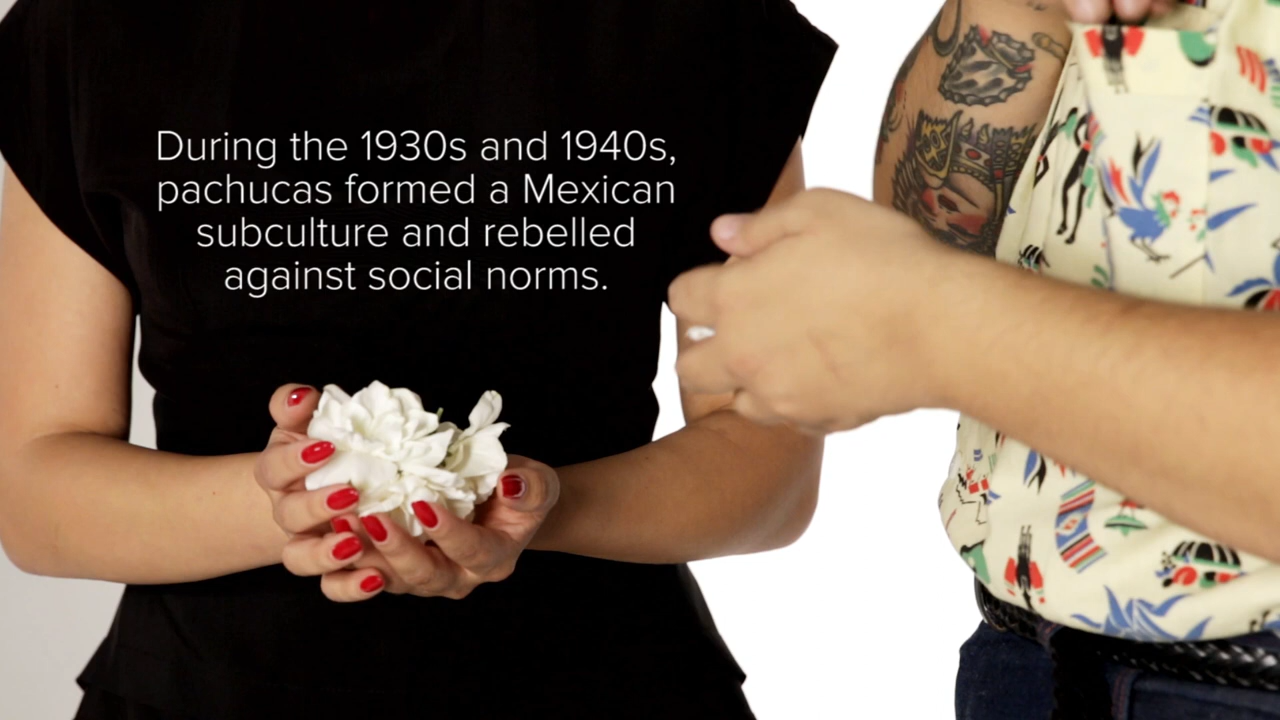 During the 1930s and 1940s,
pachucas formed a Mexican
subculture and rebelled
against social norms.